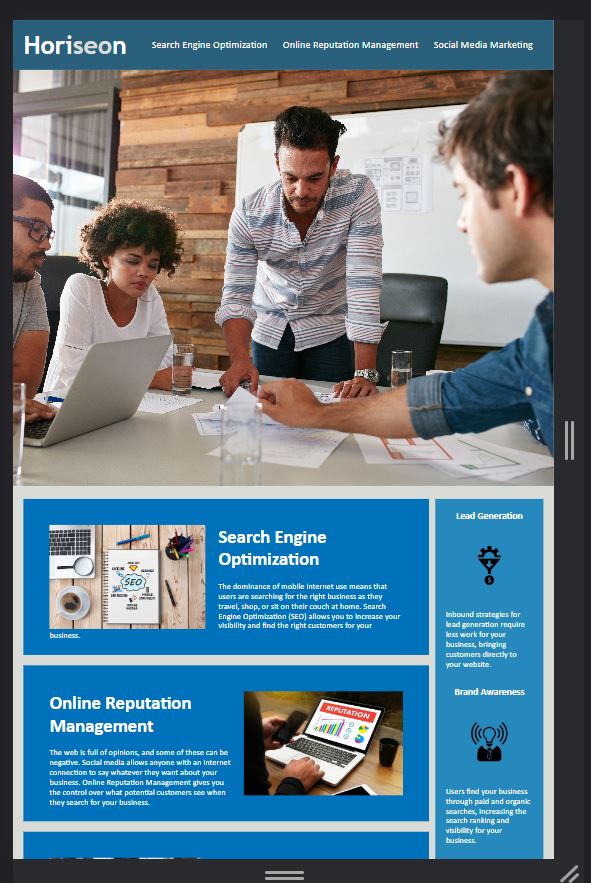 Horiseon
Search Engine Optimization
Online Reputation Management
Social Media Marketing
SEO
Search Engine
Optimization
The dominance of mobile internet use means that
users are searching for the right business as they
travel, shop, or sit on their couch at home. Search
Engine Optimization (SEO) allows you to increase your
visibility and find the right customers for your
business.
Online Reputation
Management
The web is full of opinions, and some of these can be
negative. Social media allows anyone with an internet
connection to say whatever they want about your
business. Online Reputation Management gives you
the control over what potential customers see when
they search for your business.
REPUTATION
Lead Generation
Inbound strategies for
lead generation require
less work for your
business, bringing
customers directly to
your website.
Brand Awareness
Users find your business
through paid and organic
searches, increasing the
search ranking and
visibility for your
business.